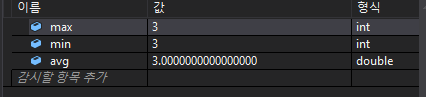 이름 값 형식
max 3 int
min 3 int
avg 3.0000000000000000 double
감시할 항목 추가